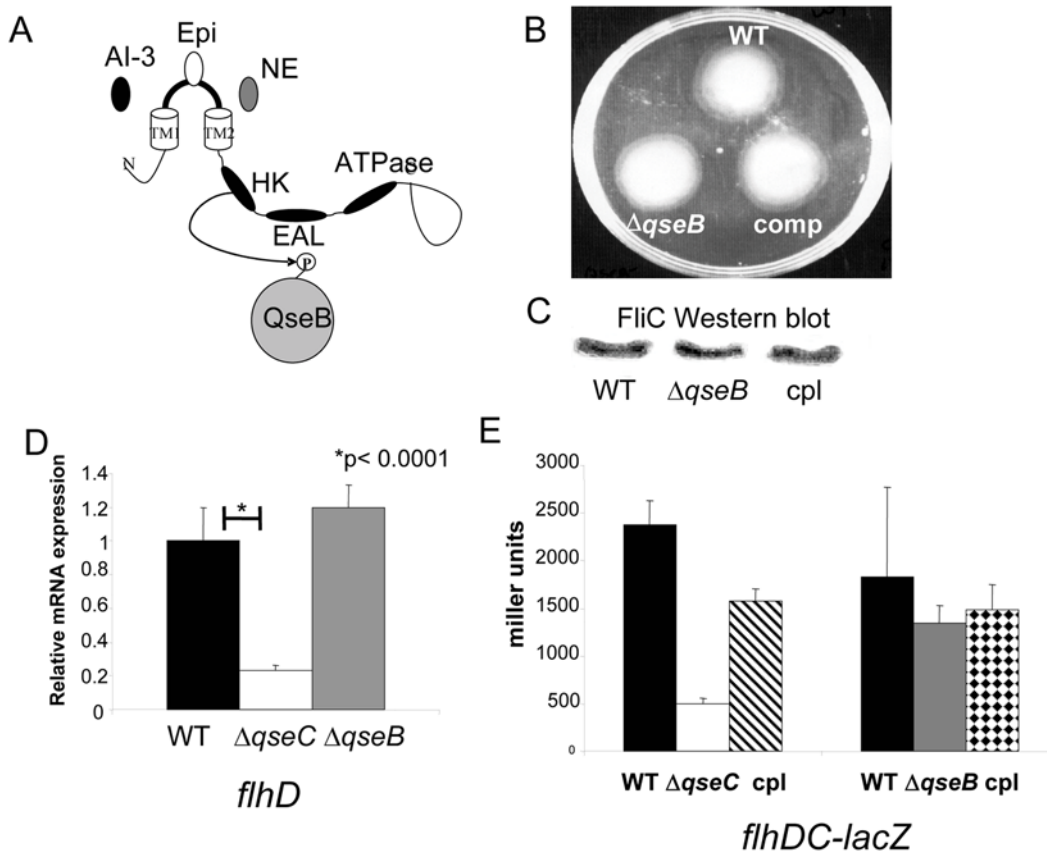 A
Epi
AI-3
NE
TM1
TM2
N
HK
ATPase
C
EAL
P
QseB
B
WT
ΔqseB
comp
C
FliC Western blot
WT ΔqseB cpl
D
*p< 0.0001
Relative mRNA expression
1.4
1.2
1
0.8
0.6
0.4
0.2
0
*
WT ΔqseC ΔqseB
flhD
E
miller units
3000
2500
2000
1500
1000
500
0
WT ΔqseC cpl
WT ΔqseB cpl
flhDC-lacZ